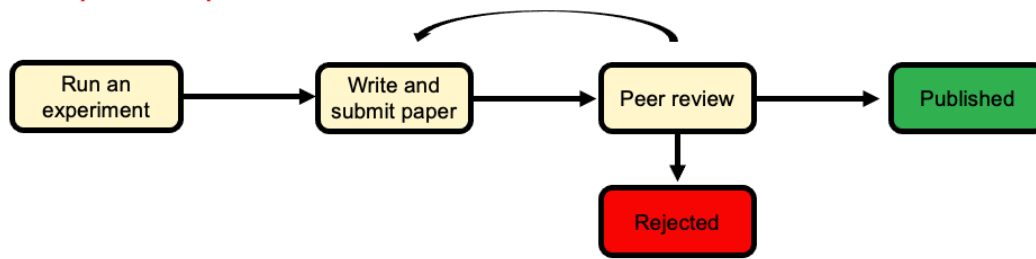 Run an
experiment
Write and
submit paper
Peer review
Published
Rejected